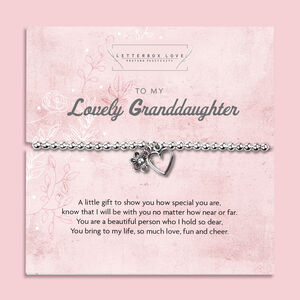 LETTERBOX LOVE
TO MY
Lovely Granddaughter
A little gift to show you how special you are,
know that I will be with you no matter how near or far.
You are a beautiful person who I hold so dear,
You bring to my life, so much love, fun and cheer.